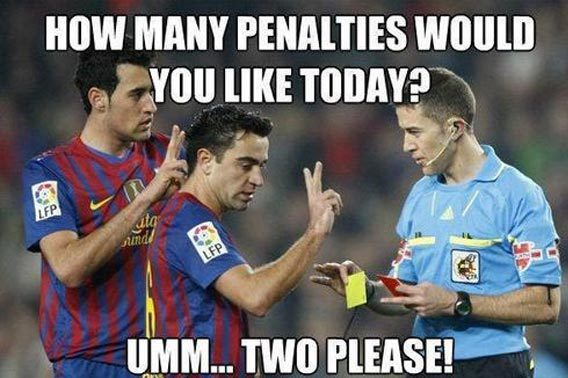 HOW MANY PENALTIES WOULD
YOU LIKE TODAY?
LFP
LFP
UMM... TWO PLEASE!